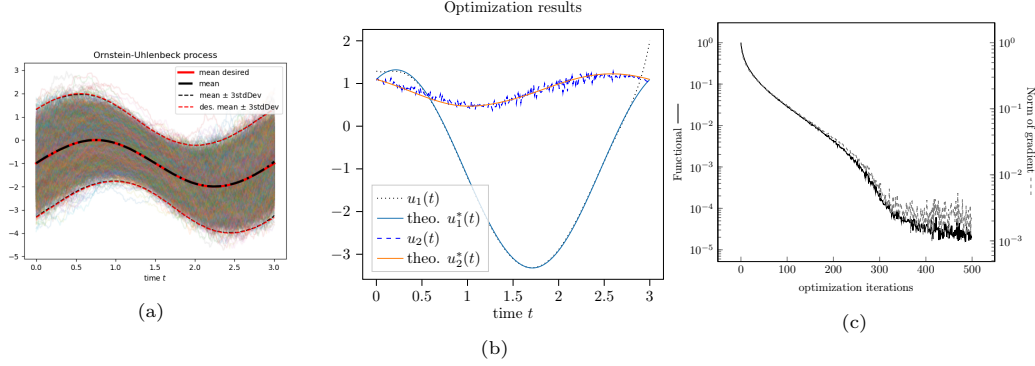 Ornstein-Uhlenbeck process
mean desired
mean
mean ± 3stdDev
des. mean ± 3stdDev
3
2
1
0
−1
−2
−3
−4
−5
0.0 0.5 1.0 1.5 2.0 2.5 3.0
time t
(a)
Optimization results
2
1
0
−1
−2
−3
u₁(t)
theo. u₁*(t)
u₂(t)
theo. u₂*(t)
0 0.5 1 1.5 2 2.5 3
time t
(b)
Functional
10⁰
10⁻¹
10⁻²
10⁻³
10⁻⁴
10⁻⁵
0 100 200 300 400 500
optimization iterations
10⁰
10⁻¹
10⁻²
10⁻³
Norm of gradient
(c)